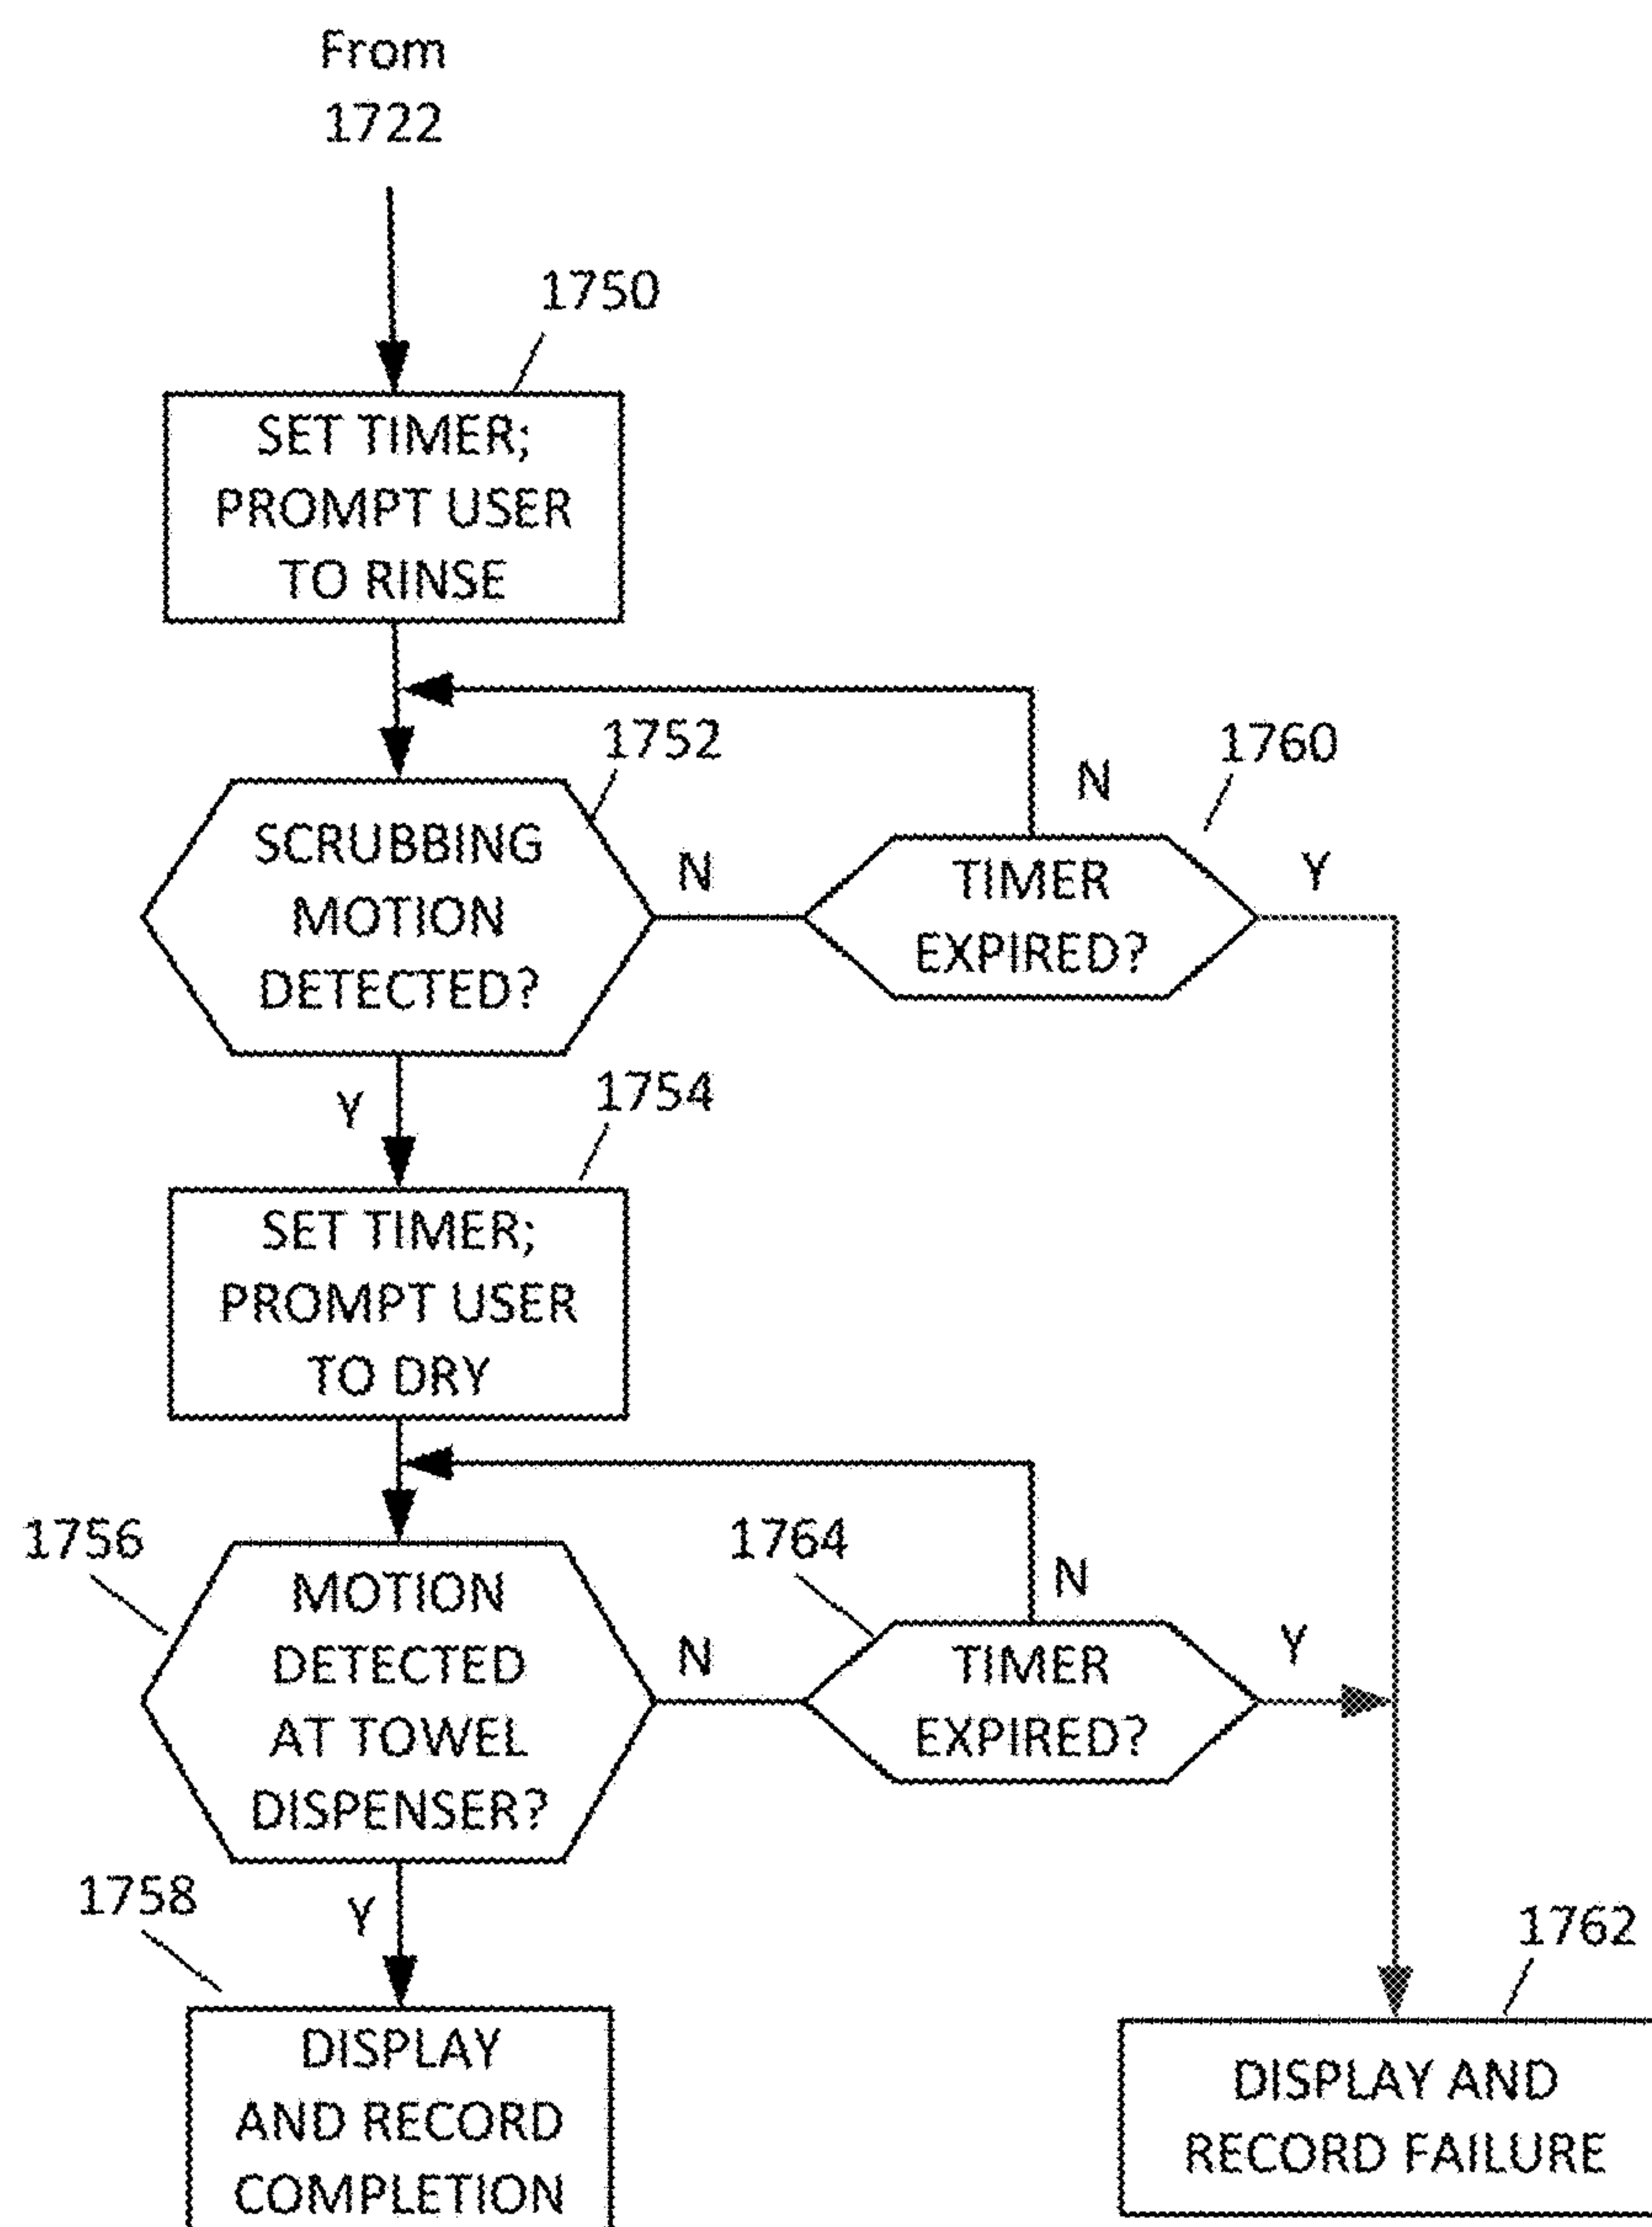 From
1722
1750
SET TIMER;
PROMPT USER
TO RINSE
1752
1760
N
SCRUBBING
MOTION
DETECTED?
N
TIMER
EXPIRED?
Y
Y
1754
SET TIMER;
PROMPT USER
TO DRY
1756
1764
N
MOTION
DETECTED
AT TOWEL
DISPENSER?
N
TIMER
EXPIRED?
Y
1758
Y
1762
DISPLAY
AND RECORD
COMPLETION
DISPLAY AND
RECORD FAILURE